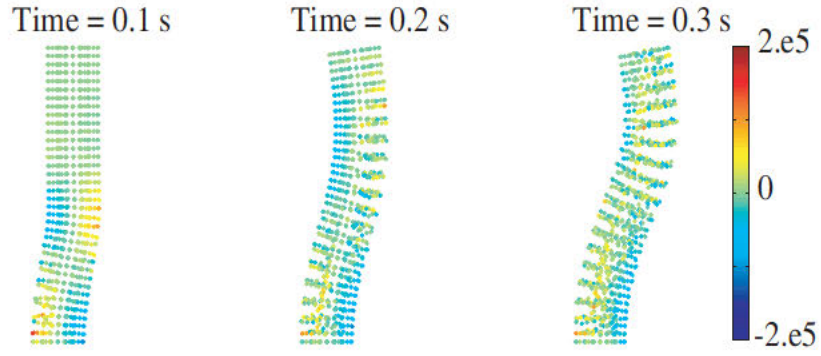 Time = 0.1 s
Time = 0.2 s
Time = 0.3 s
2.e5
0
-2.e5